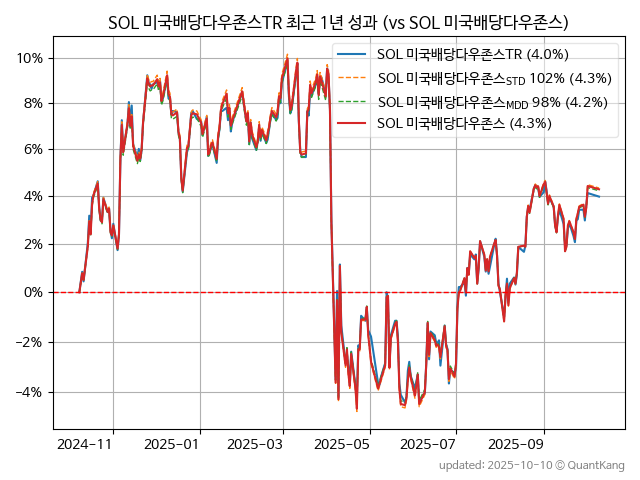 SOL 미국배당다우존스TR 최근 1년 성과 (vs SOL 미국배당다우존스)
SOL 미국배당다우존스TR (4.0%)
SOL 미국배당다우존스STD 102% (4.3%)
SOL 미국배당다우존스MDD 98% (4.2%)
SOL 미국배당다우존스 (4.3%)
10%
8%
6%
4%
2%
0%
−2%
−4%
2024-11 2025-01 2025-03 2025-05 2025-07 2025-09
updated: 2025-10-10 © QuantKang